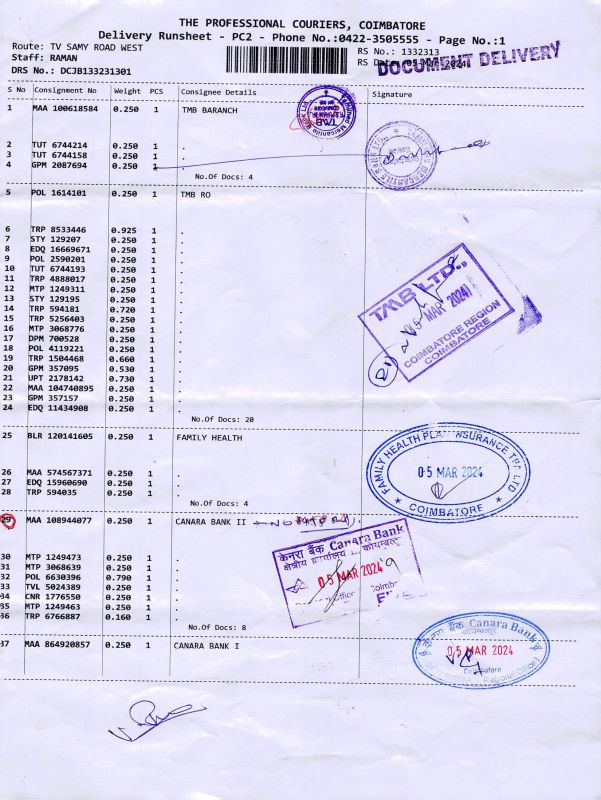 THE PROFESSIONAL COURIERS, COIMBATORE
Delivery Runsheet - PC2 - Phone No.:0422-3505555 - Page No.:1
Route: TV SAMY ROAD WEST
Staff: RAMAN
DRS No.: DCJB133231301
RS No.: 1332313
RS Date:
DOCUMENT DELIVERY
S No Consignment No Weight PCS Consignee Details Signature
1 MAA 100618584 0.250 1 TMB BARANCH
2 TUT 6744214 0.250 1 .
3 TUT 6744158 0.250 1 .
4 GPM 2087694 0.250 1 .
No.Of Docs: 4
5 POL 1614101 0.250 1 TMB RO
6 TRP 8533446 0.925 1 .
7 STY 129207 0.250 1 .
8 EDQ 16669671 0.250 1 .
9 POL 2590201 0.250 1 .
10 TUT 6744193 0.250 1 .
11 TRP 4888017 0.250 1 .
12 MTP 1249311 0.250 1 .
13 STY 129195 0.250 1 .
14 TRP 594181 0.720 1 .
15 TRP 5256403 0.250 1 .
16 MTP 3068776 0.250 1 .
17 DPM 700528 0.250 1 .
18 POL 4119221 0.250 1 .
19 TRP 1504468 0.660 1 .
20 GPM 357095 0.530 1 .
21 UPT 2178142 0.730 1 .
22 MAA 104740895 0.250 1 .
23 GPM 357157 0.250 1 .
24 EDQ 11434908 0.250 1 .
No.Of Docs: 20
TMB LTD.,
05 MAR 2024
COIMBATORE REGION
COIMBATORE
25 BLR 120141605 0.250 1 FAMILY HEALTH
26 MAA 574567371 0.250 1 .
27 EDQ 15960690 0.250 1 .
28 TRP 594035 0.250 1 .
No.Of Docs: 4
FAMILY HEALTH PLAN INSURANCE TPA LTD
05 MAR 2024
COIMBATORE
29 MAA 108944077 0.250 1 CANARA BANK II
30 MTP 1249473 0.250 1 .
31 MTP 3068639 0.250 1 .
32 POL 6630396 0.790 1 .
33 TVL 5024389 0.250 1 .
34 CNR 1776550 0.250 1 .
35 MTP 1249463 0.250 1 .
36 TRP 6766887 0.160 1 .
No.Of Docs: 8
केनरा बैंक Canara Bank
05 MAR 2024
37 MAA 864920857 0.250 1 CANARA BANK I
केनरा बैंक Canara Bank
05 MAR 2024
Coimbatore
Regional Office